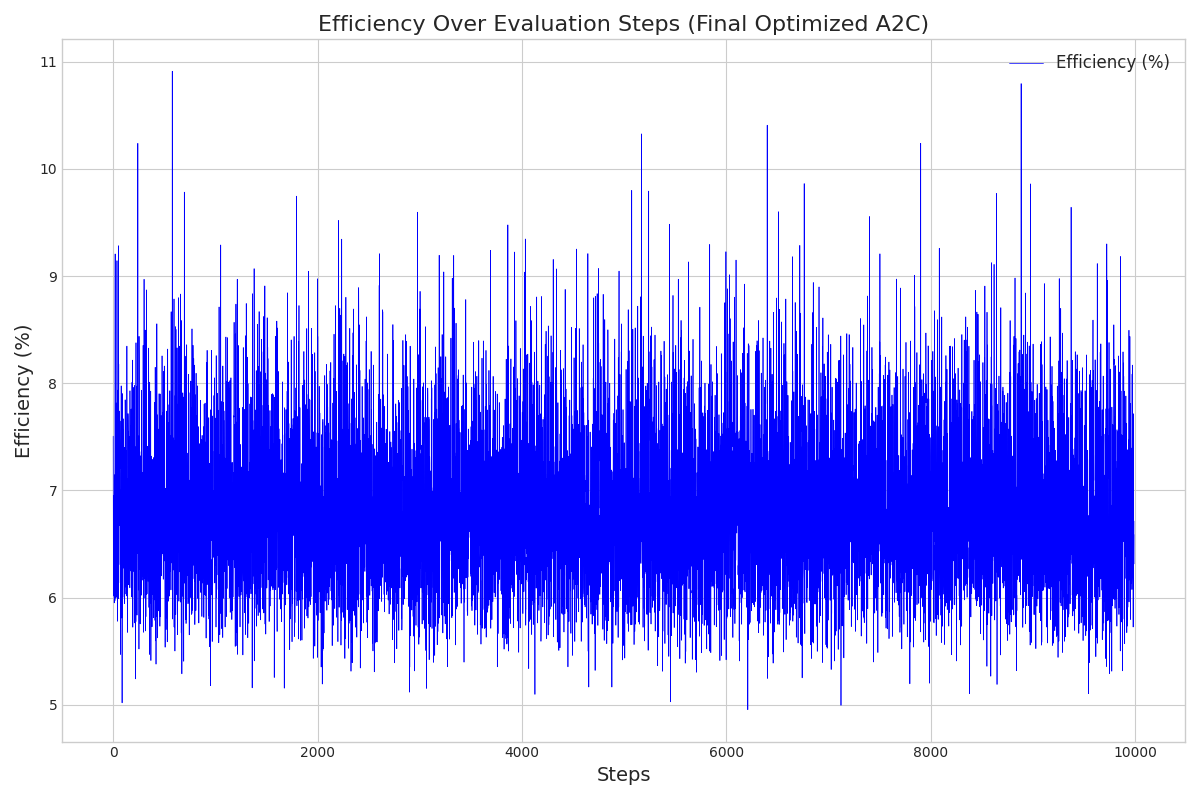 Efficiency Over Evaluation Steps (Final Optimized A2C)
Efficiency (%)
11
10
9
8
7
6
5
Efficiency (%)
0 2000 4000 6000 8000 10000
Steps